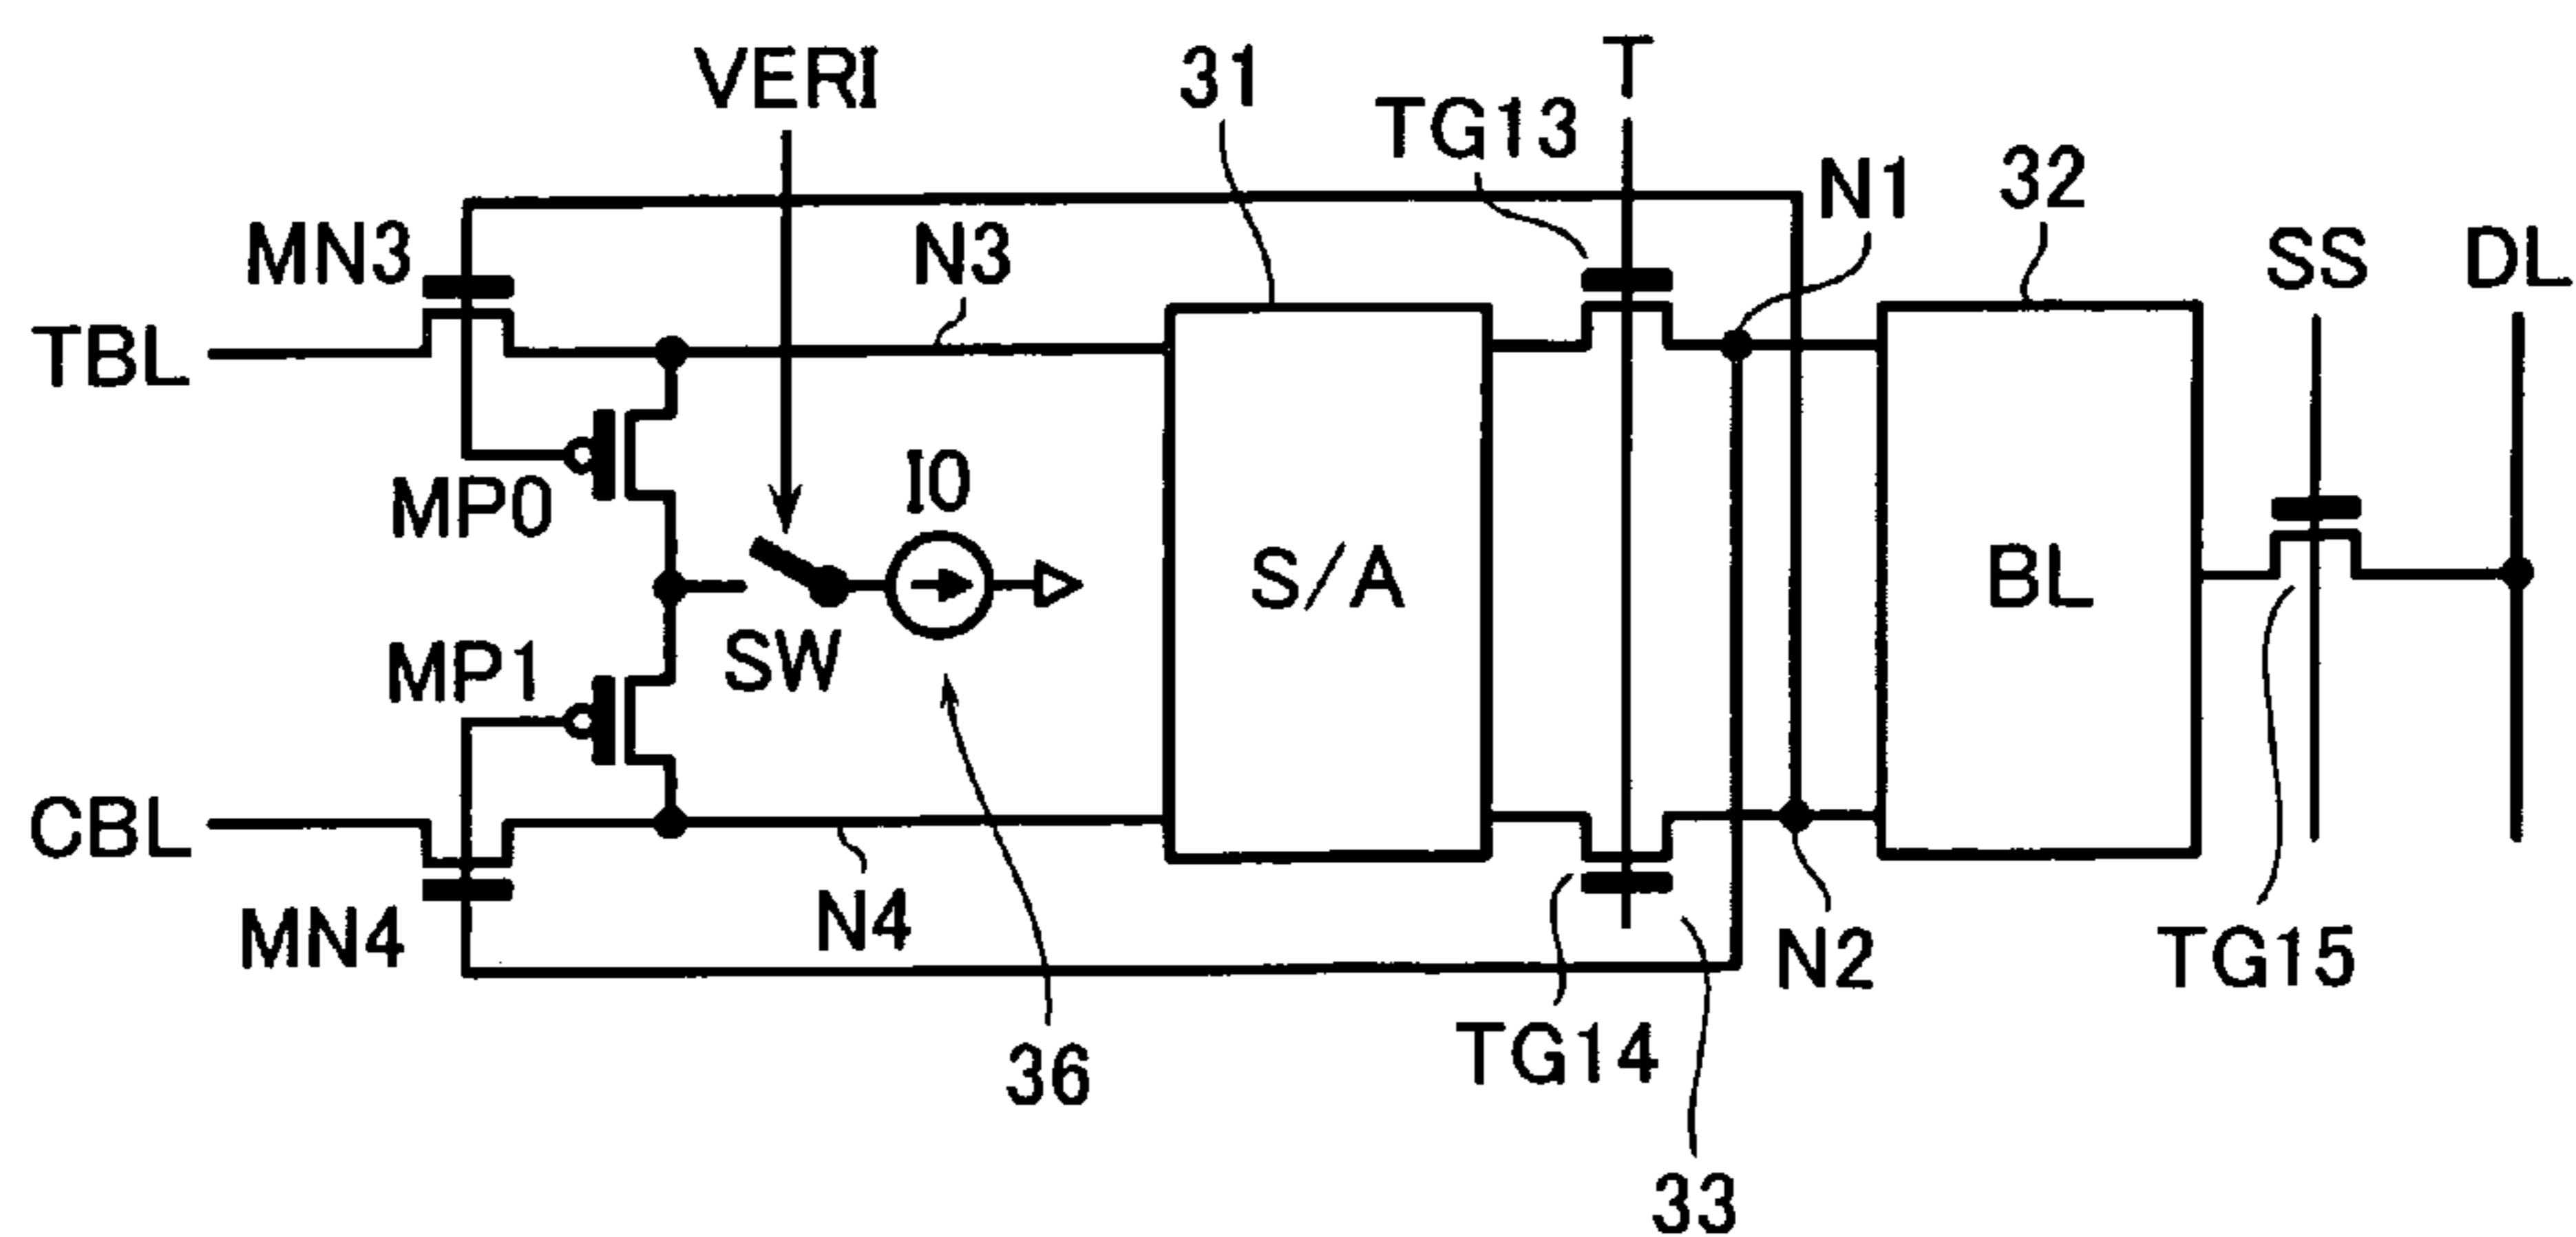 VERI
31
T
TG13
N1
32
SS
DL
MN3
N3
TBL
MP0
I0
S/A
BL
SW
MP1
CBL
MN4
N4
N2
TG15
TG14
36
33